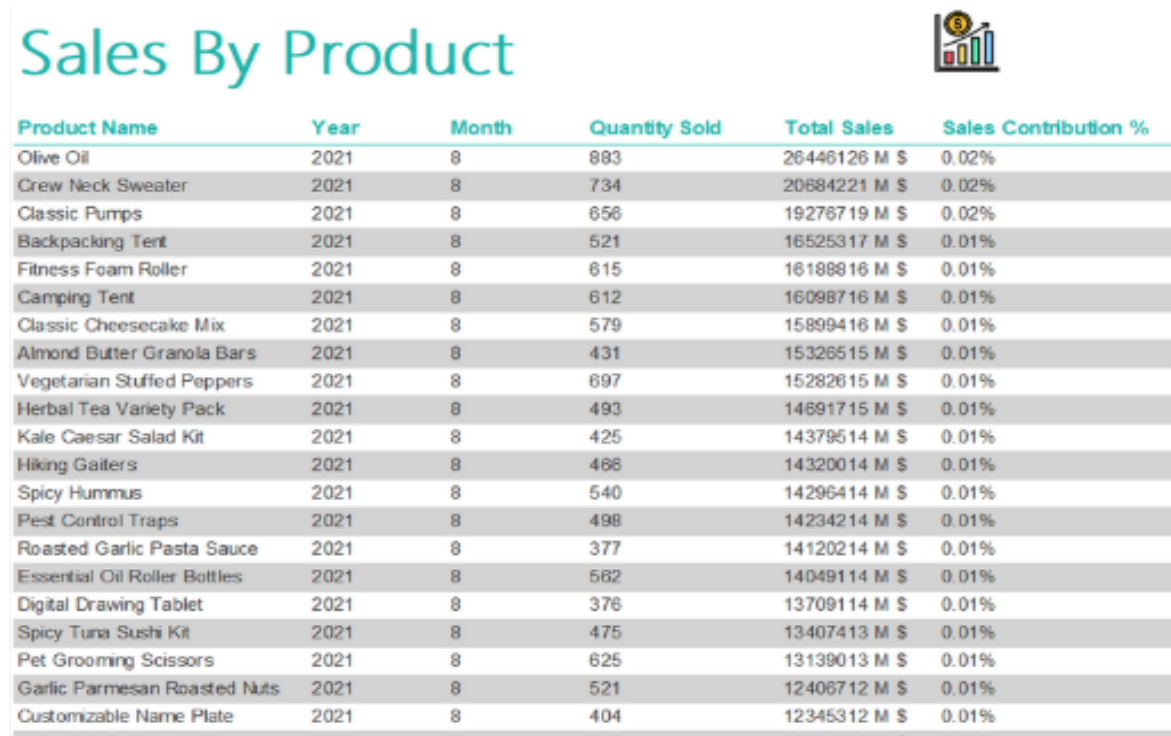 Sales By Product
Product Name Year Month Quantity Sold Total Sales Sales Contribution %
Olive Oil 2021 8 883 26446126 M $ 0.02%
Crew Neck Sweater 2021 8 734 20684221 M $ 0.02%
Classic Pumps 2021 8 656 19276719 M $ 0.02%
Backpacking Tent 2021 8 521 16525317 M $ 0.01%
Fitness Foam Roller 2021 8 615 16188816 M $ 0.01%
Camping Tent 2021 8 612 16098716 M $ 0.01%
Classic Cheesecake Mix 2021 8 579 15899416 M $ 0.01%
Almond Butter Granola Bars 2021 8 431 15326515 M $ 0.01%
Vegetarian Stuffed Peppers 2021 8 697 15282615 M $ 0.01%
Herbal Tea Variety Pack 2021 8 493 14691715 M $ 0.01%
Kale Caesar Salad Kit 2021 8 425 14379514 M $ 0.01%
Hiking Gaiters 2021 8 466 14320014 M $ 0.01%
Spicy Hummus 2021 8 540 14296414 M $ 0.01%
Pest Control Traps 2021 8 498 14234214 M $ 0.01%
Roasted Garlic Pasta Sauce 2021 8 377 14120214 M $ 0.01%
Essential Oil Roller Bottles 2021 8 562 14049114 M $ 0.01%
Digital Drawing Tablet 2021 8 376 13709114 M $ 0.01%
Spicy Tuna Sushi Kit 2021 8 475 13407413 M $ 0.01%
Pet Grooming Scissors 2021 8 625 13139013 M $ 0.01%
Garlic Parmesan Roasted Nuts 2021 8 521 12406712 M $ 0.01%
Customizable Name Plate 2021 8 404 12345312 M $ 0.01%